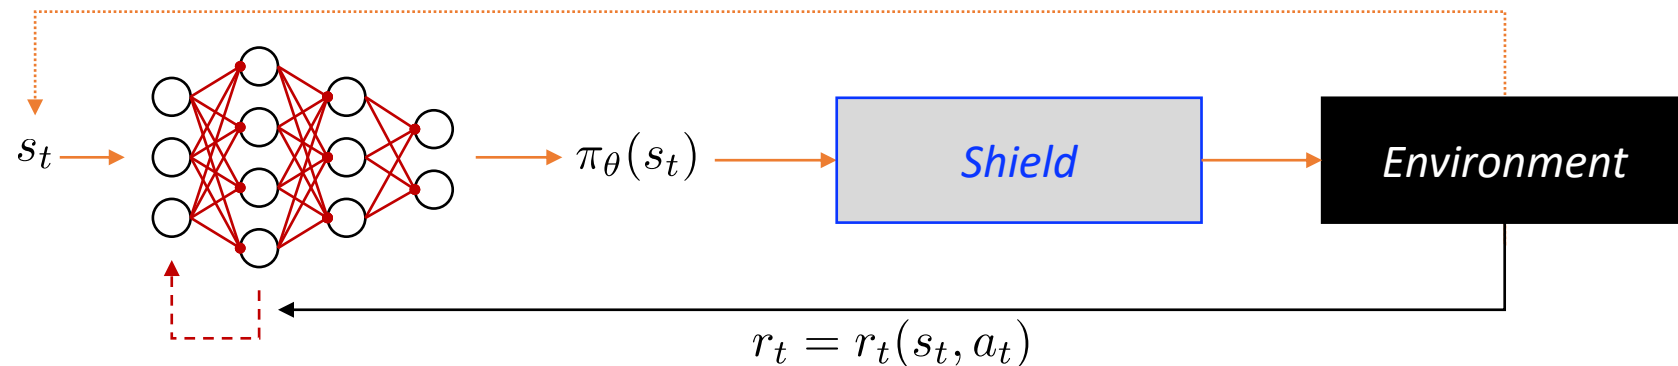 s_t
π_θ(s_t)
Shield
Environment
r_t = r_t(s_t, a_t)